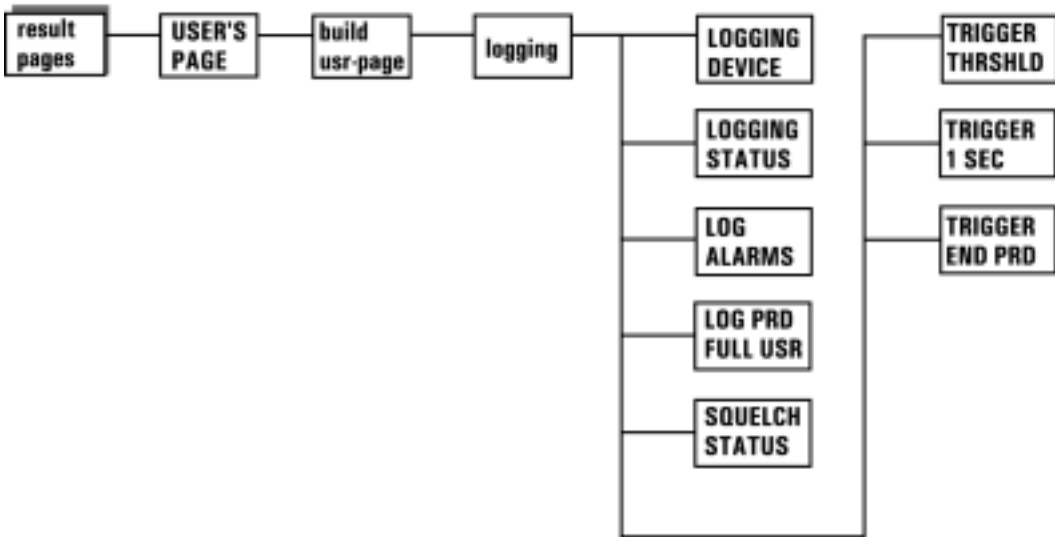 result
pages
USER'S
PAGE
build
usr-page
logging
LOGGING
DEVICE
LOGGING
STATUS
LOG
ALARMS
LOG PRD
FULL USR
SQUELCH
STATUS
TRIGGER
THRSHLD
TRIGGER
1 SEC
TRIGGER
END PRD